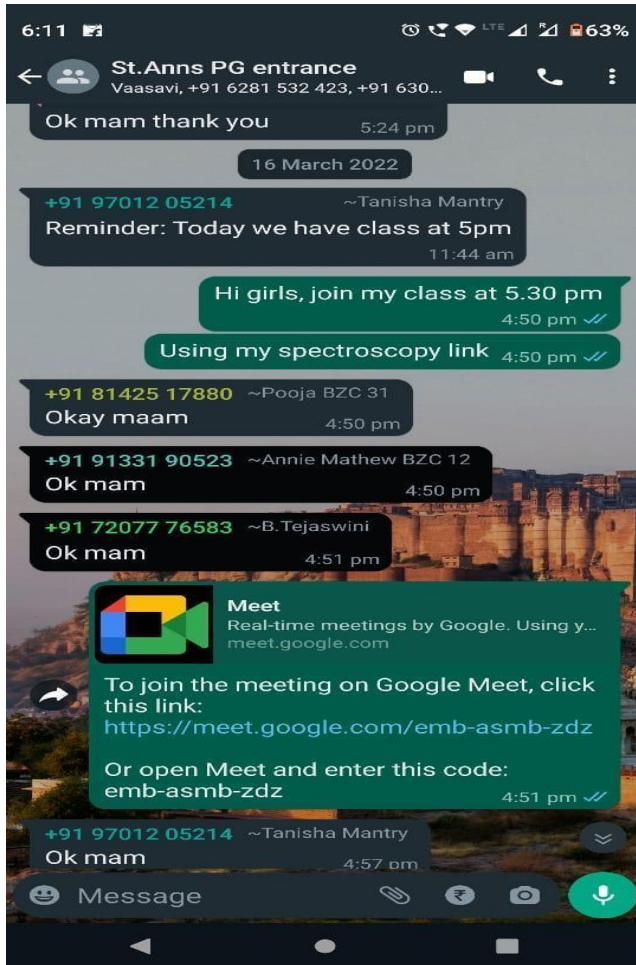 6:11 LTE R 63%
St.Anns PG entrance
Vaasavi, +91 6281 532 423, +91 630...
Ok mam thank you 5:24 pm
16 March 2022
+91 97012 05214 ~Tanisha Mantry
Reminder: Today we have class at 5pm
11:44 am
Hi girls, join my class at 5.30 pm
4:50 pm
Using my spectroscopy link 4:50 pm
+91 81425 17880 ~Pooja BZC 31
Okay maam 4:50 pm
+91 91331 90523 ~Annie Mathew BZC 12
Ok mam 4:50 pm
+91 72077 76583 ~B.Tejaswini
Ok mam 4:51 pm
Meet
Real-time meetings by Google. Using y...
meet.google.com
To join the meeting on Google Meet, click
this link:
https://meet.google.com/emb-asmb-zdz
Or open Meet and enter this code:
emb-asmb-zdz 4:51 pm
+91 97012 05214 ~Tanisha Mantry
Ok mam 4:57 pm
Message ₹